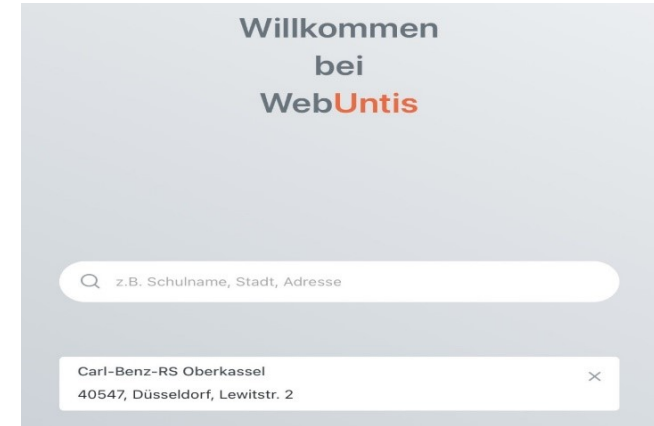 Willkommen
bei
WebUntis
z.B. Schulname, Stadt, Adresse
Carl-Benz-RS Oberkassel
40547, Düsseldorf, Lewitstr. 2